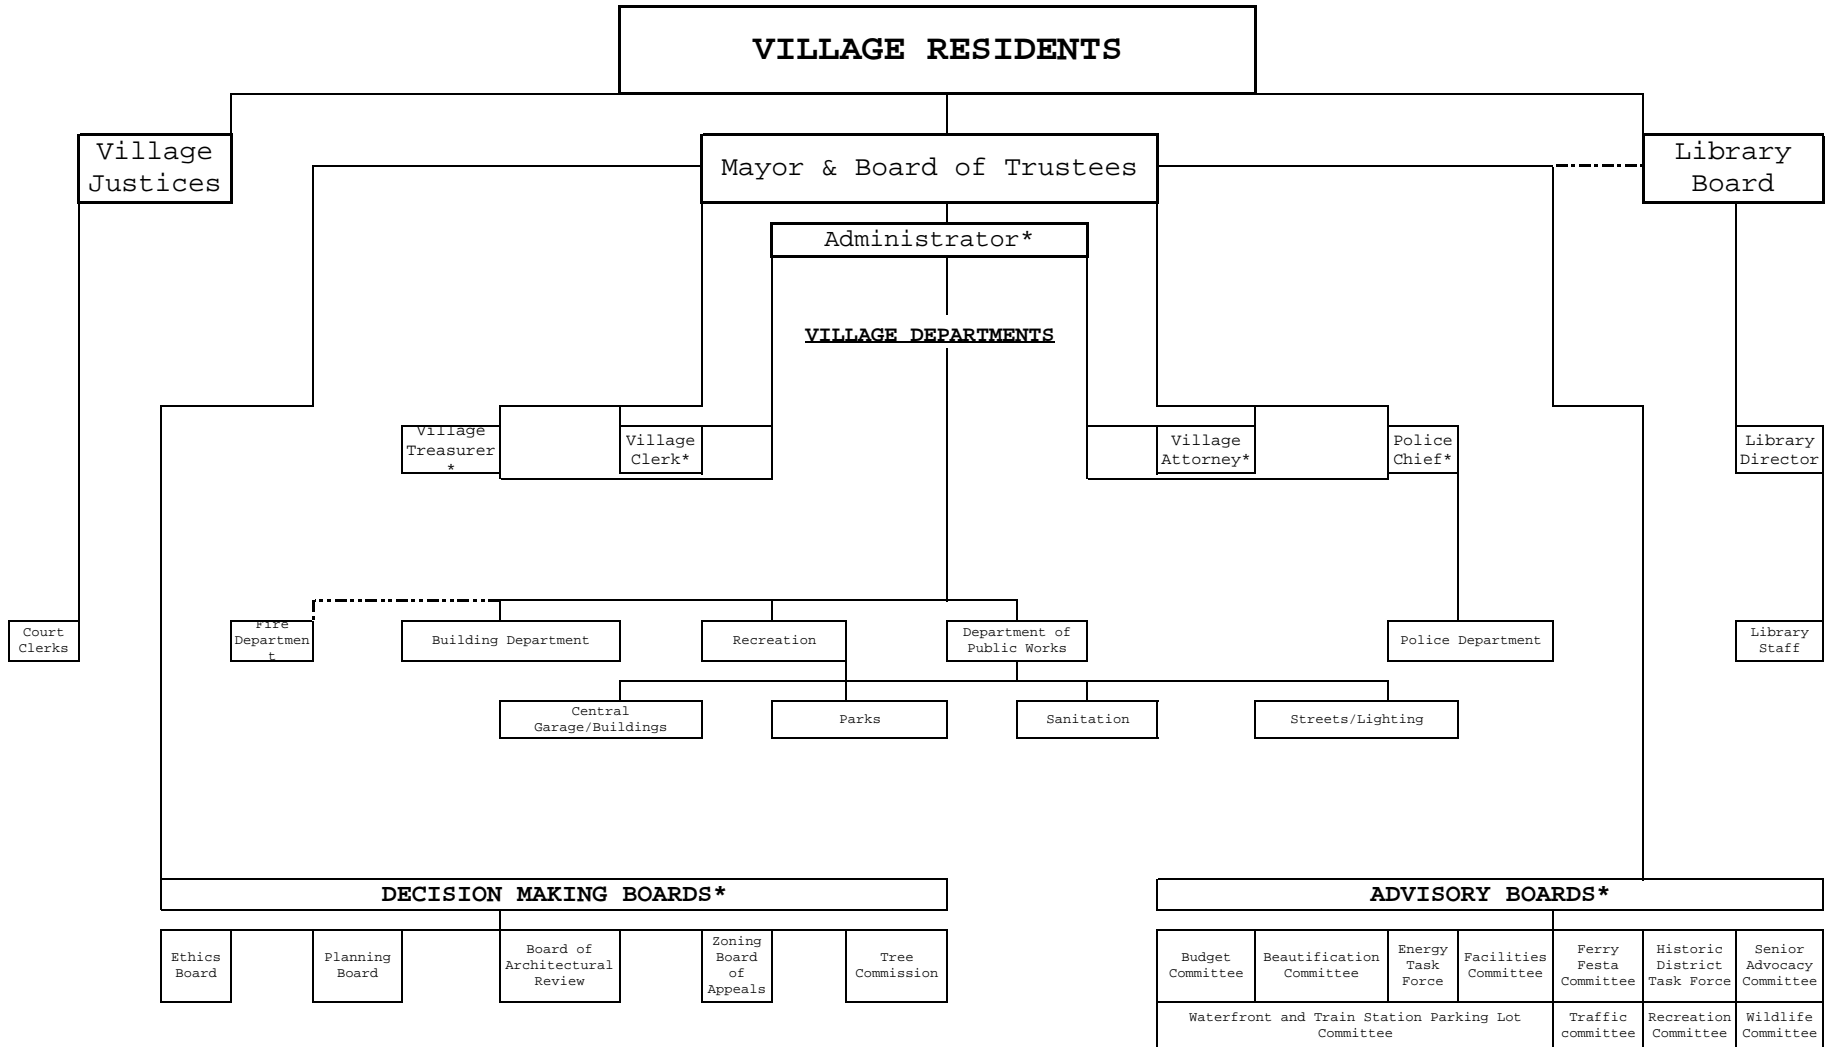 VILLAGE RESIDENTS
Village
Justices
Mayor & Board of Trustees
Library
Board
Administrator*
VILLAGE DEPARTMENTS
Village
Treasurer
*
Village
Clerk*
Village
Attorney*
Police
Chief*
Library
Director
Court
Clerks
Fire
Departmen
t
Building Department
Recreation
Department of
Public Works
Police Department
Library
Staff
Central
Garage/Buildings
Parks
Sanitation
Streets/Lighting
DECISION MAKING BOARDS*
ADVISORY BOARDS*
Ethics
Board
Planning
Board
Board of
Architectural
Review
Zoning
Board
of
Appeals
Tree
Commission
Budget
Committee
Beautification
Committee
Energy
Task
Force
Facilities
Committee
Ferry
Festa
Committee
Historic
District
Task Force
Senior
Advocacy
Committee
Waterfront and Train Station Parking Lot
Committee
Traffic
committee
Recreation
Committee
Wildlife
Committee